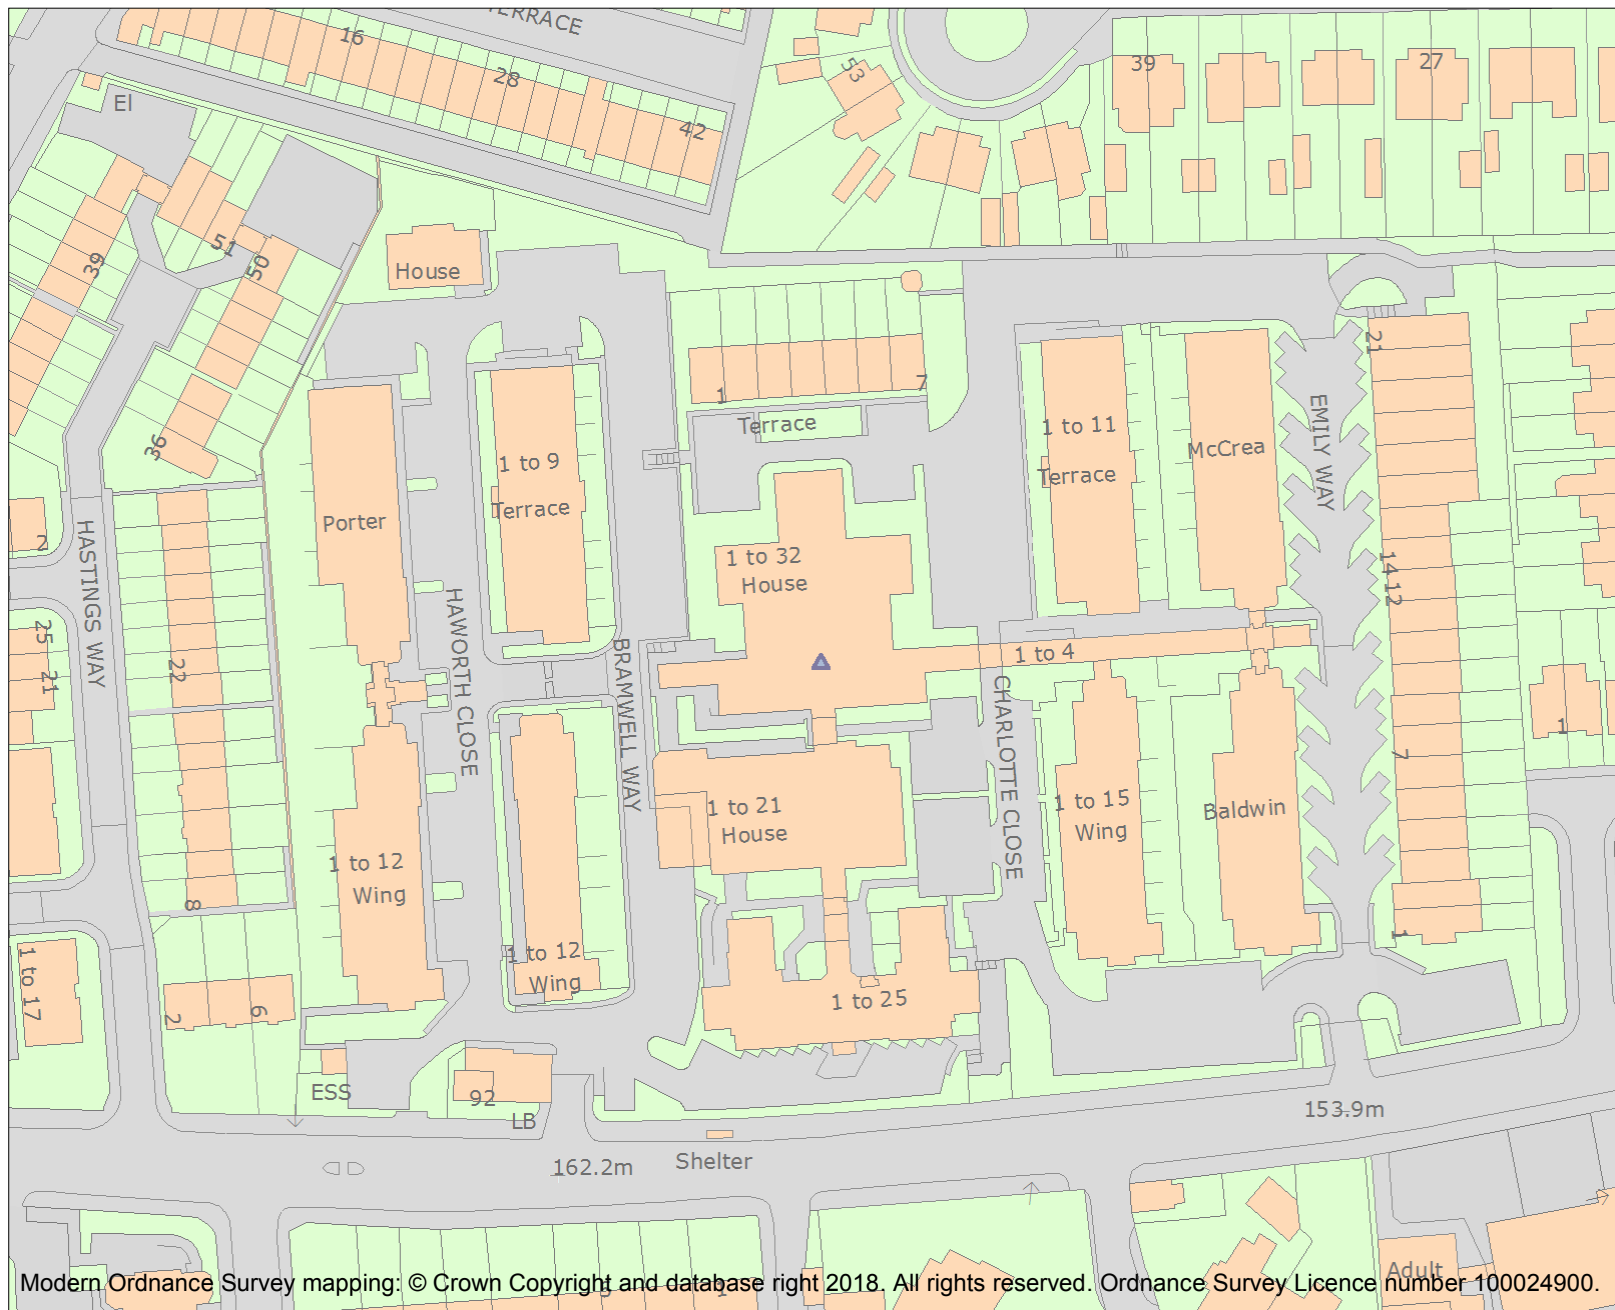 TERRACE
16
28
42
El
53
39
27
51
50
39
House
36
1
7
Terrace
21
1 to 9
Terrace
1 to 11
Terrace
McCrea
EMILY WAY
Porter
2
HASTINGS WAY
1 to 32
House
14
12
HAWORTH CLOSE
25
21
22
BRAMWELL WAY
1 to 4
CHARLOTTE CLOSE
1
7
1 to 21
House
1 to 15
Wing
Baldwin
1 to 12
Wing
8
1 to 12
Wing
1
1 to 17
2
6
1 to 25
ESS
92
LB
153.9m
162.2m
Shelter
Adult
Modern Ordnance Survey mapping: © Crown Copyright and database right 2018. All rights reserved. Ordnance Survey Licence number 100024900.